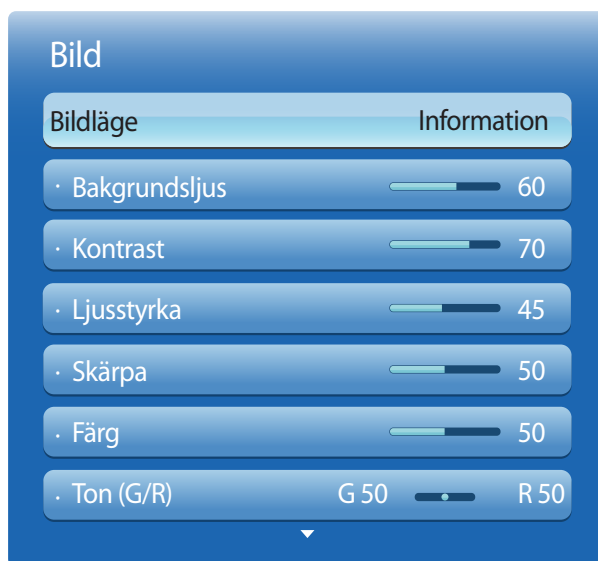 Bild
Bildläge Information
· Bakgrundsljus 60
· Kontrast 70
· Ljusstyrka 45
· Skärpa 50
· Färg 50
· Ton (G/R) G 50 R 50